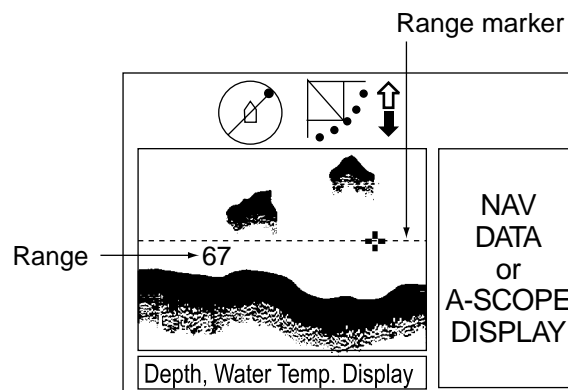 Range marker
Range
67
NAV
DATA
or
A-SCOPE
DISPLAY
Depth, Water Temp. Display